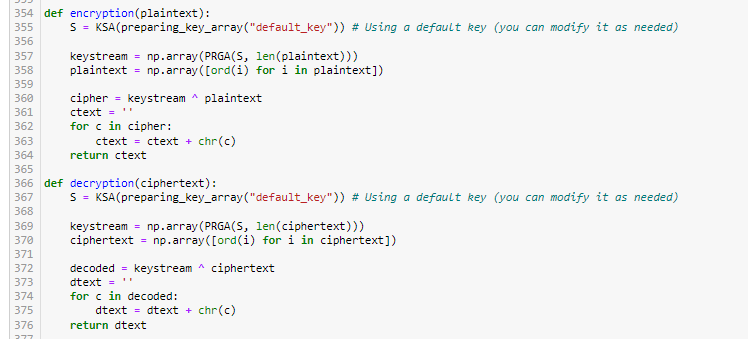 354 def encryption(plaintext):
355     S = KSA(preparing_key_array("default_key")) # Using a default key (you can modify it as needed)
356
357     keystream = np.array(PRGA(S, len(plaintext)))
358     plaintext = np.array([ord(i) for i in plaintext])
359
360     cipher = keystream ^ plaintext
361     ctext = ''
362     for c in cipher:
363         ctext = ctext + chr(c)
364     return ctext
365
366 def decryption(ciphertext):
367     S = KSA(preparing_key_array("default_key")) # Using a default key (you can modify it as needed)
368
369     keystream = np.array(PRGA(S, len(ciphertext)))
370     ciphertext = np.array([ord(i) for i in ciphertext])
371
372     decoded = keystream ^ ciphertext
373     dtext = ''
374     for c in decoded:
375         dtext = dtext + chr(c)
376     return dtext